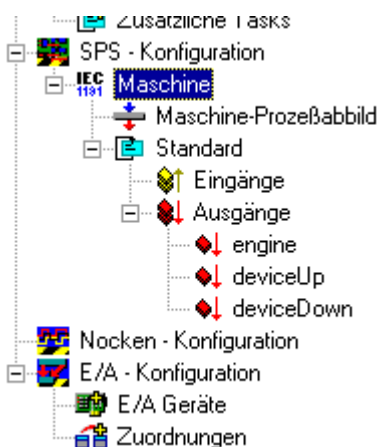 Zusätzliche Tasks
SPS - Konfiguration
IEC 1131 Maschine
Maschine-Prozeßabbild
Standard
Eingänge
Ausgänge
engine
deviceUp
deviceDown
Nocken - Konfiguration
E/A - Konfiguration
E/A Geräte
Zuordnungen